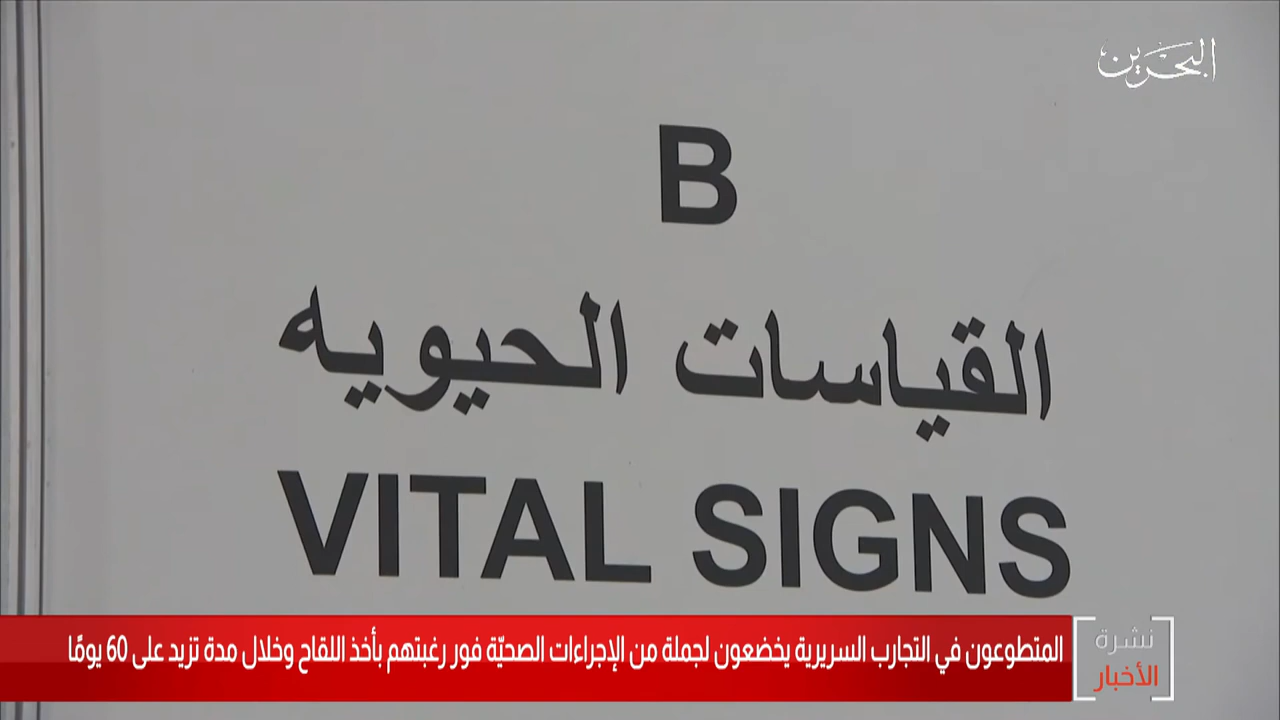 البحرين
B
القياسات الحيويه
VITAL SIGNS
نشرة
الأخبار
المتطوعون في التجارب السريرية يخضعون لجملة من الإجراءات الصحيّة فور رغبتهم بأخذ اللقاح وخلال مدة تزيد على 60 يومًا